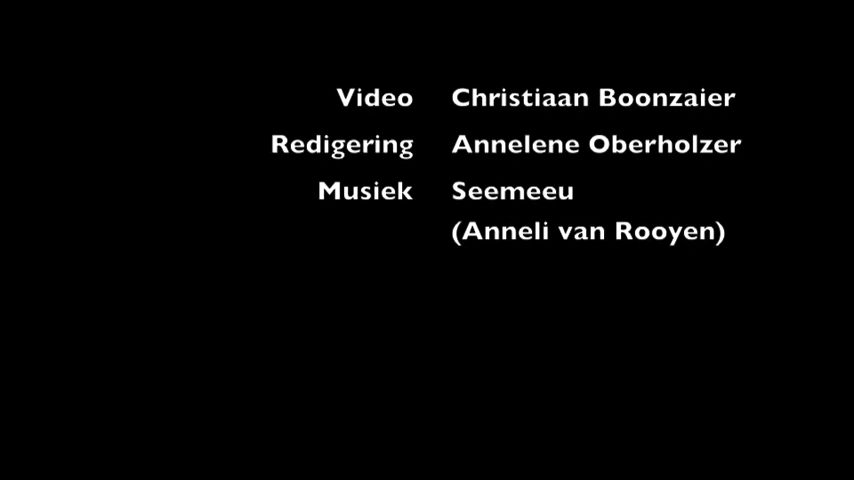 Video Christiaan Boonzaier
Redigering Annelene Oberholzer
Musiek Seemeeu
(Anneli van Rooyen)